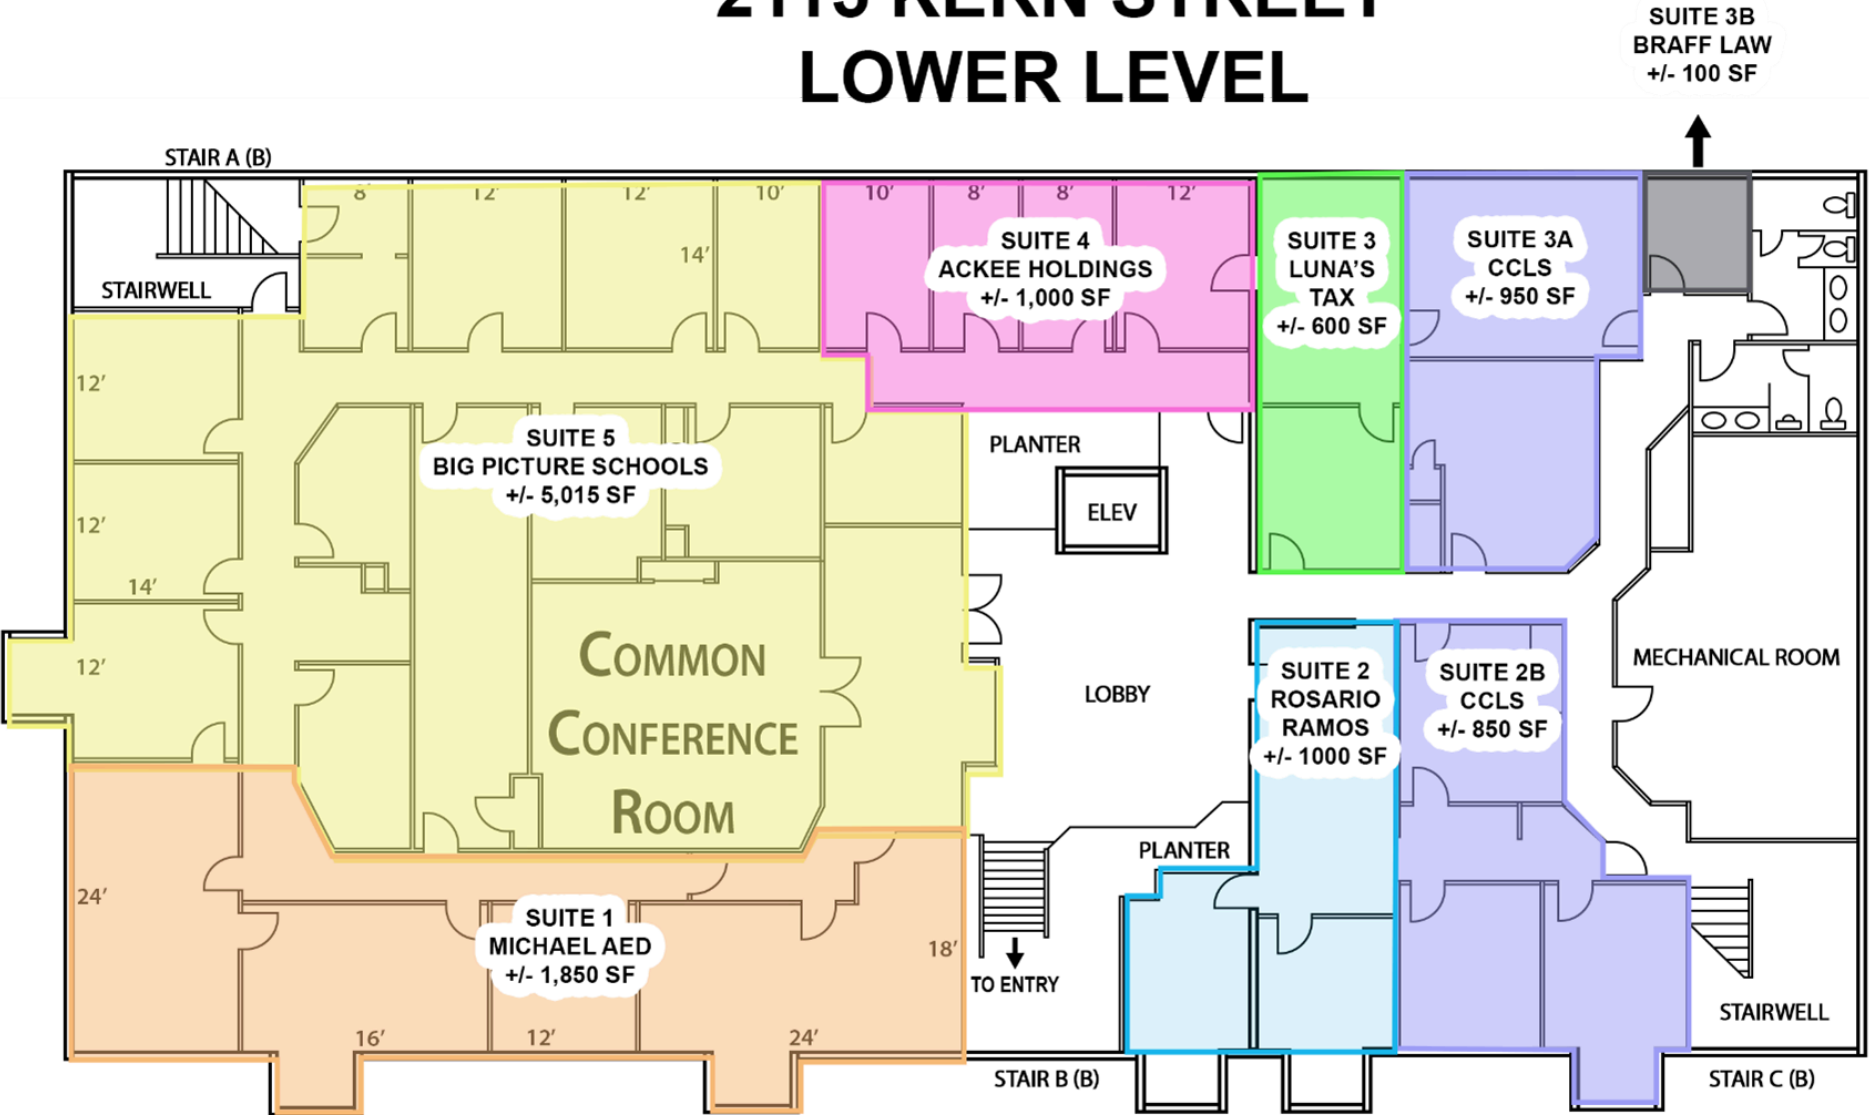 LOWER LEVEL
SUITE 3B
BRAFF LAW
+/- 100 SF
STAIR A (B)
8'
12'
12'
10'
10'
8'
8'
12'
14'
STAIRWELL
SUITE 4
ACKEE HOLDINGS
+/- 1,000 SF
SUITE 3
LUNA'S
TAX
+/- 600 SF
SUITE 3A
CCLS
+/- 950 SF
12'
SUITE 5
BIG PICTURE SCHOOLS
+/- 5,015 SF
PLANTER
ELEV
12'
14'
12'
COMMON
CONFERENCE
ROOM
LOBBY
SUITE 2
ROSARIO
RAMOS
+/- 1000 SF
SUITE 2B
CCLS
+/- 850 SF
MECHANICAL ROOM
PLANTER
24'
SUITE 1
MICHAEL AED
+/- 1,850 SF
18'
16'
12'
24'
TO ENTRY
STAIRWELL
STAIR B (B)
STAIR C (B)